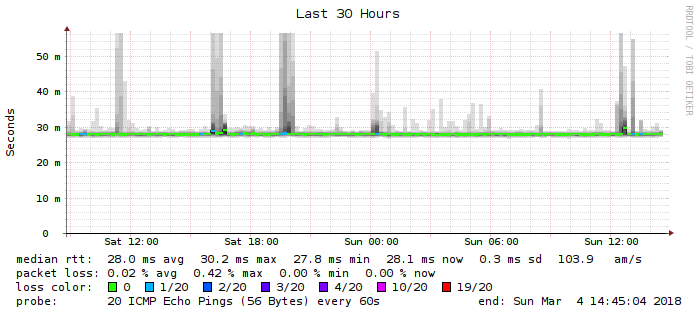 Last 30 Hours
RRDTOOL / TOBI OETIKER
Seconds
50 m
40 m
30 m
20 m
10 m
0
Sat 12:00 Sat 18:00 Sun 00:00 Sun 06:00 Sun 12:00
median rtt: 28.0 ms avg 30.2 ms max 27.8 ms min 28.1 ms now 0.3 ms sd 103.9 am/s
packet loss: 0.02 % avg 0.42 % max 0.00 % min 0.00 % now
loss color: 0 1/20 2/20 3/20 4/20 10/20 19/20
probe: 20 ICMP Echo Pings (56 Bytes) every 60s end: Sun Mar 4 14:45:04 2018